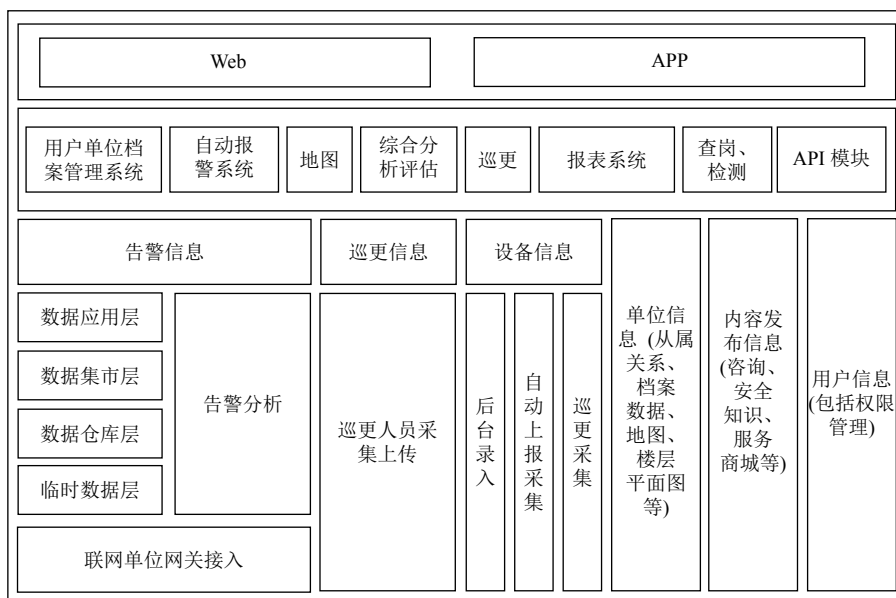 Web
APP
用户单位档
案管理系统
自动报
警系统
地图
综合分
析评估
巡更
报表系统
查岗、
检测
API 模块
告警信息
巡更信息
设备信息
数据应用层
数据集市层
数据仓库层
临时数据层
告警分析
联网单位网关接入
巡更人员采
集上传
后台录入
自动上报采集
巡更采集
单位信
息 (从属
关系、
档案
数据、
地图、
楼层
平面图
等)
内容发
布信息
(咨询、
安全
知识、
服务
商城等)
用户信息
(包括权限
管理)